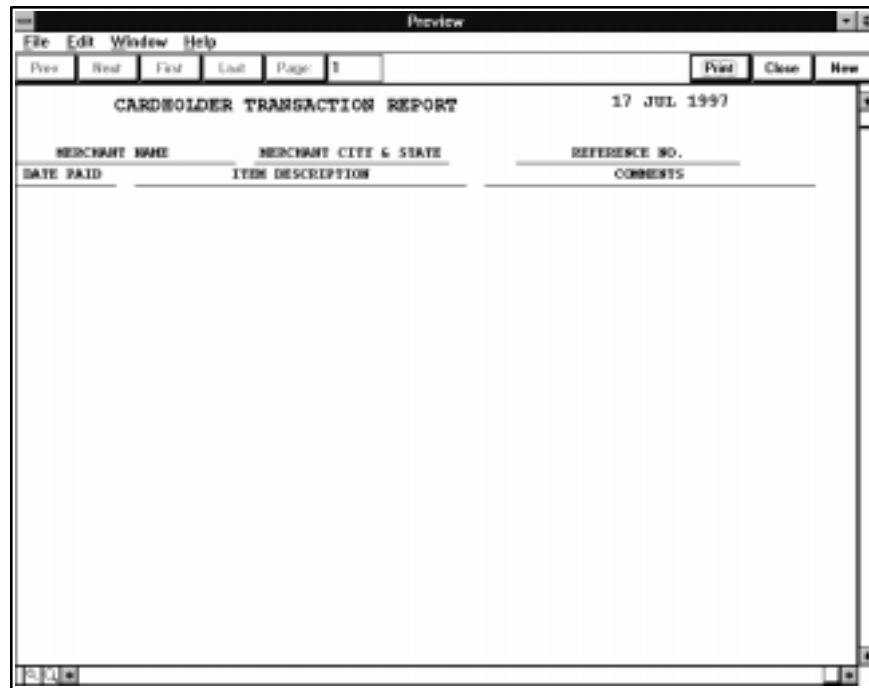 Preview
File Edit Window Help
Prev Next First Last Page: 1 Print Close New
CARDHOLDER TRANSACTION REPORT 17 JUL 1997
MERCHANT NAME MERCHANT CITY & STATE REFERENCE NO.
DATE PAID ITEM DESCRIPTION COMMENTS